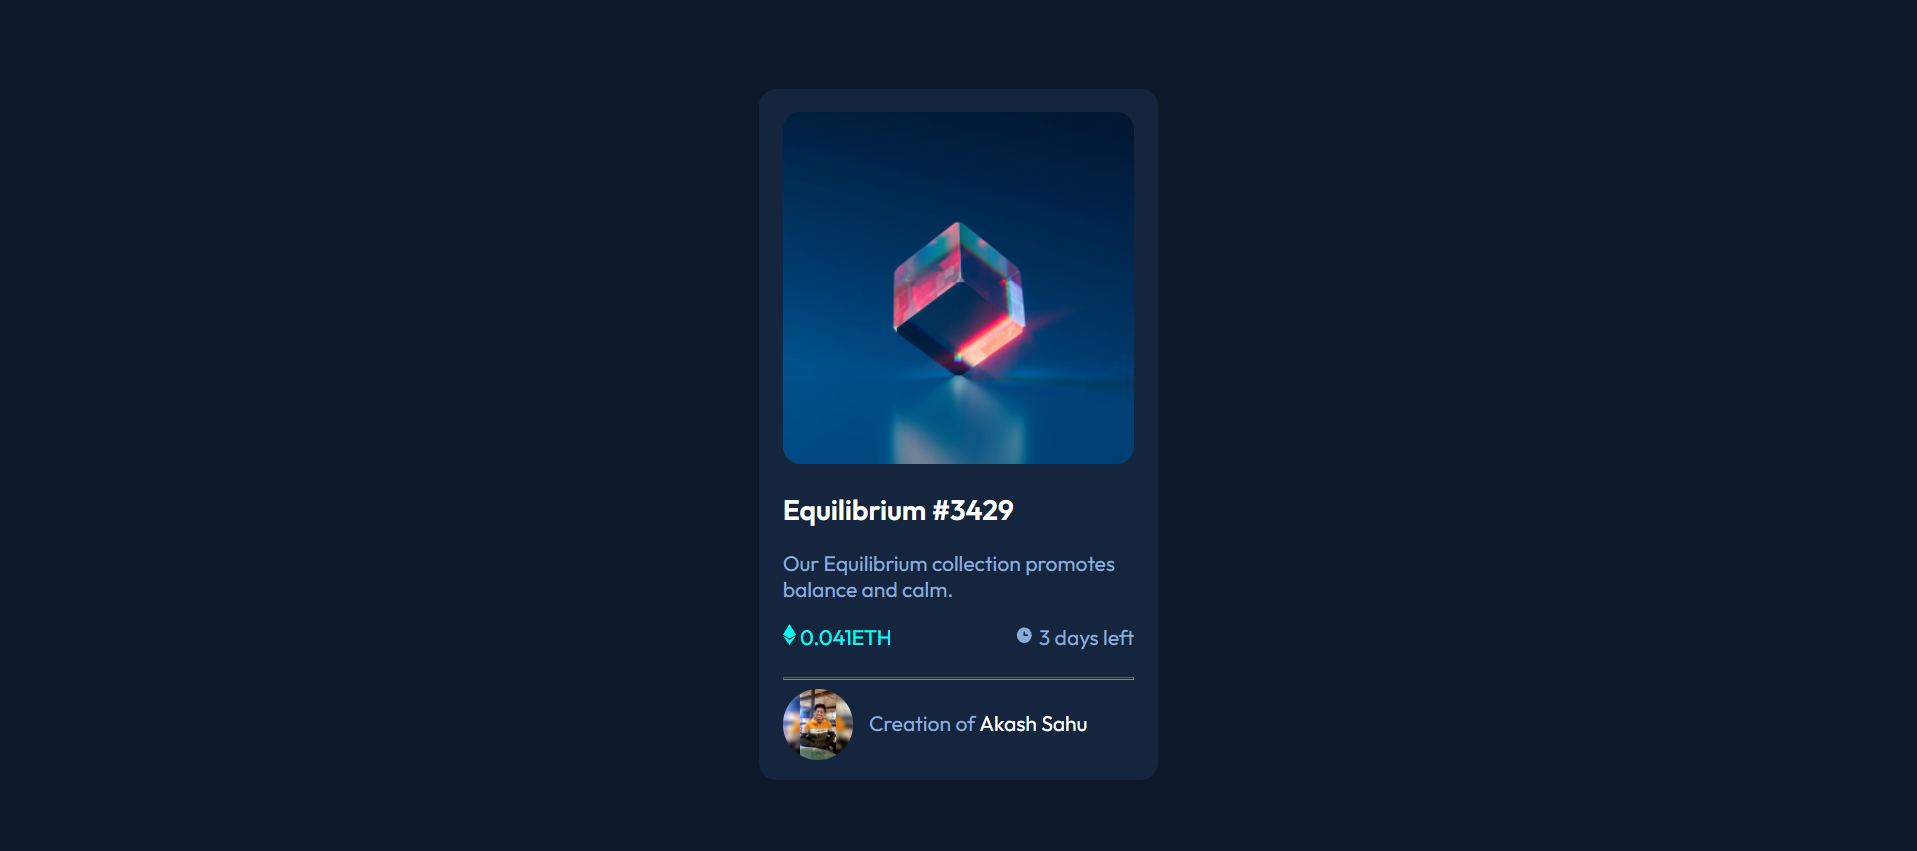 Equilibrium #3429
Our Equilibrium collection promotes
balance and calm.
0.041ETH 3 days left
Creation of Akash Sahu